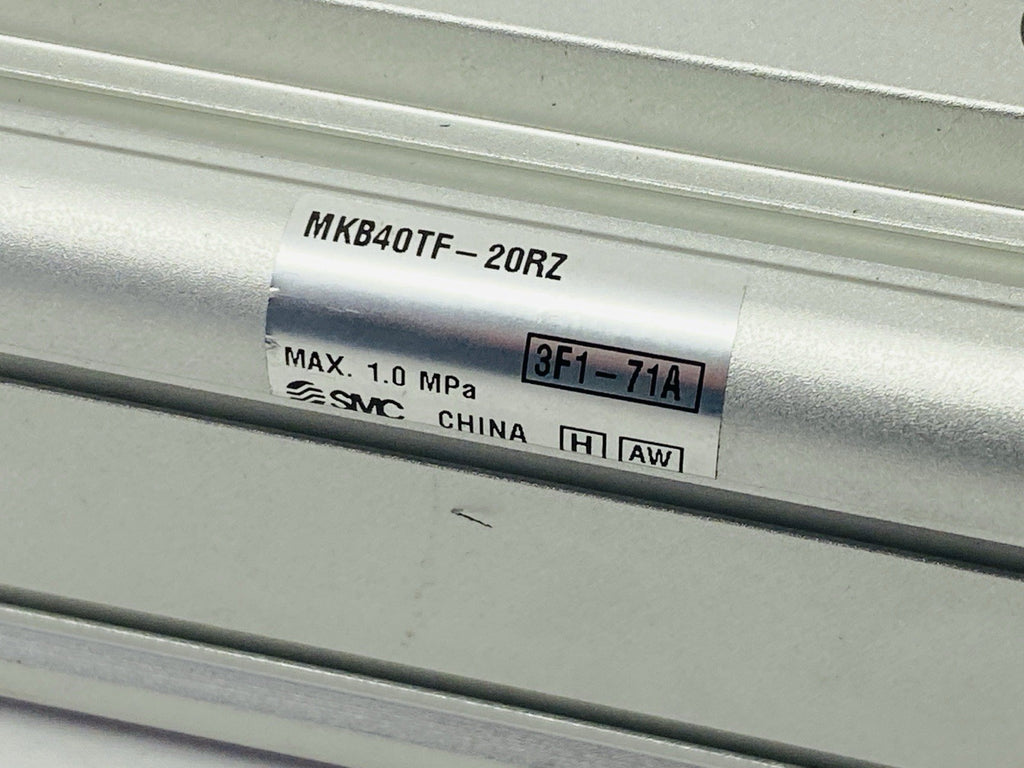 MKB40TF-20RZ
3F1-71A
MAX. 1.0 MPa
SMC CHINA H AW